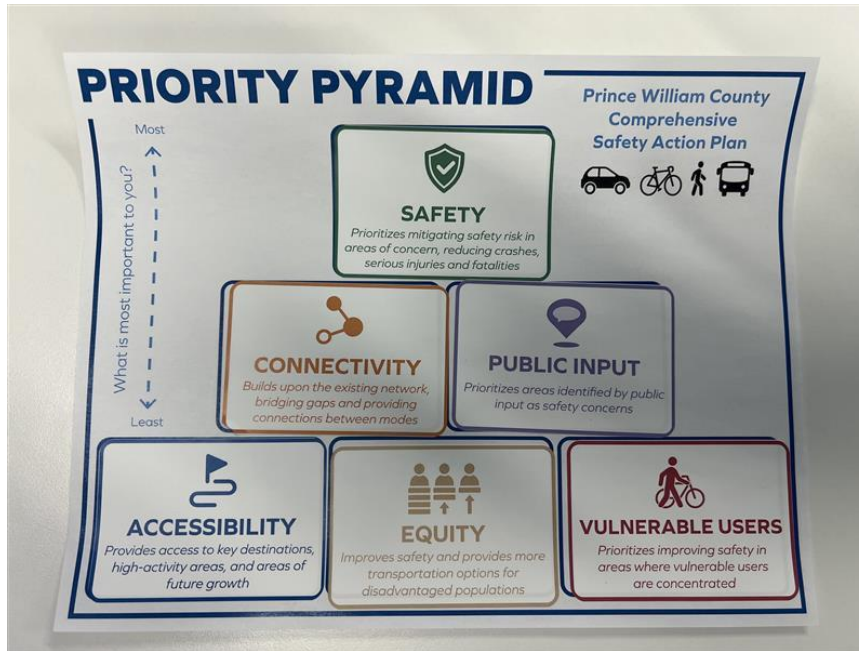 PRIORITY PYRAMID
Prince William County
Comprehensive
Safety Action Plan
Most
What is most important to you?
Least
SAFETY
Prioritizes mitigating safety risk in
areas of concern, reducing crashes,
serious injuries and fatalities
CONNECTIVITY
Builds upon the existing network,
bridging gaps and providing
connections between modes
PUBLIC INPUT
Prioritizes areas identified by public
input as safety concerns
ACCESSIBILITY
Provides access to key destinations,
high-activity areas, and areas of
future growth
EQUITY
Improves safety and provides more
transportation options for
disadvantaged populations
VULNERABLE USERS
Prioritizes improving safety in
areas where vulnerable users
are concentrated